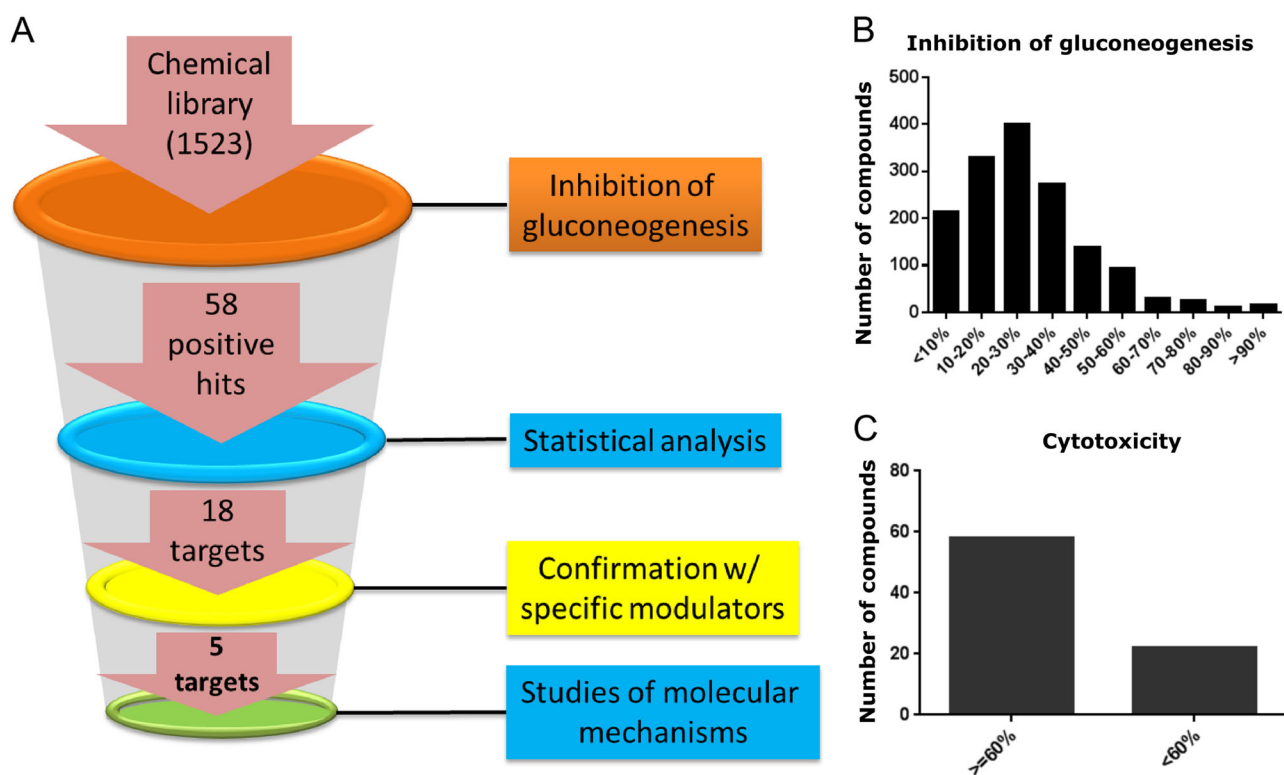 A
Chemical
library
(1523)
Inhibition of
gluconeogenesis
58
positive
hits
Statistical analysis
18
targets
Confirmation w/
specific modulators
5
targets
Studies of molecular
mechanisms
B
Inhibition of gluconeogenesis
Number of compounds
500
400
300
200
100
0
<10%
10-20%
20-30%
30-40%
40-50%
50-60%
60-70%
70-80%
80-90%
>90%
C
Cytotoxicity
Number of compounds
80
60
40
20
0
>=60%
<60%